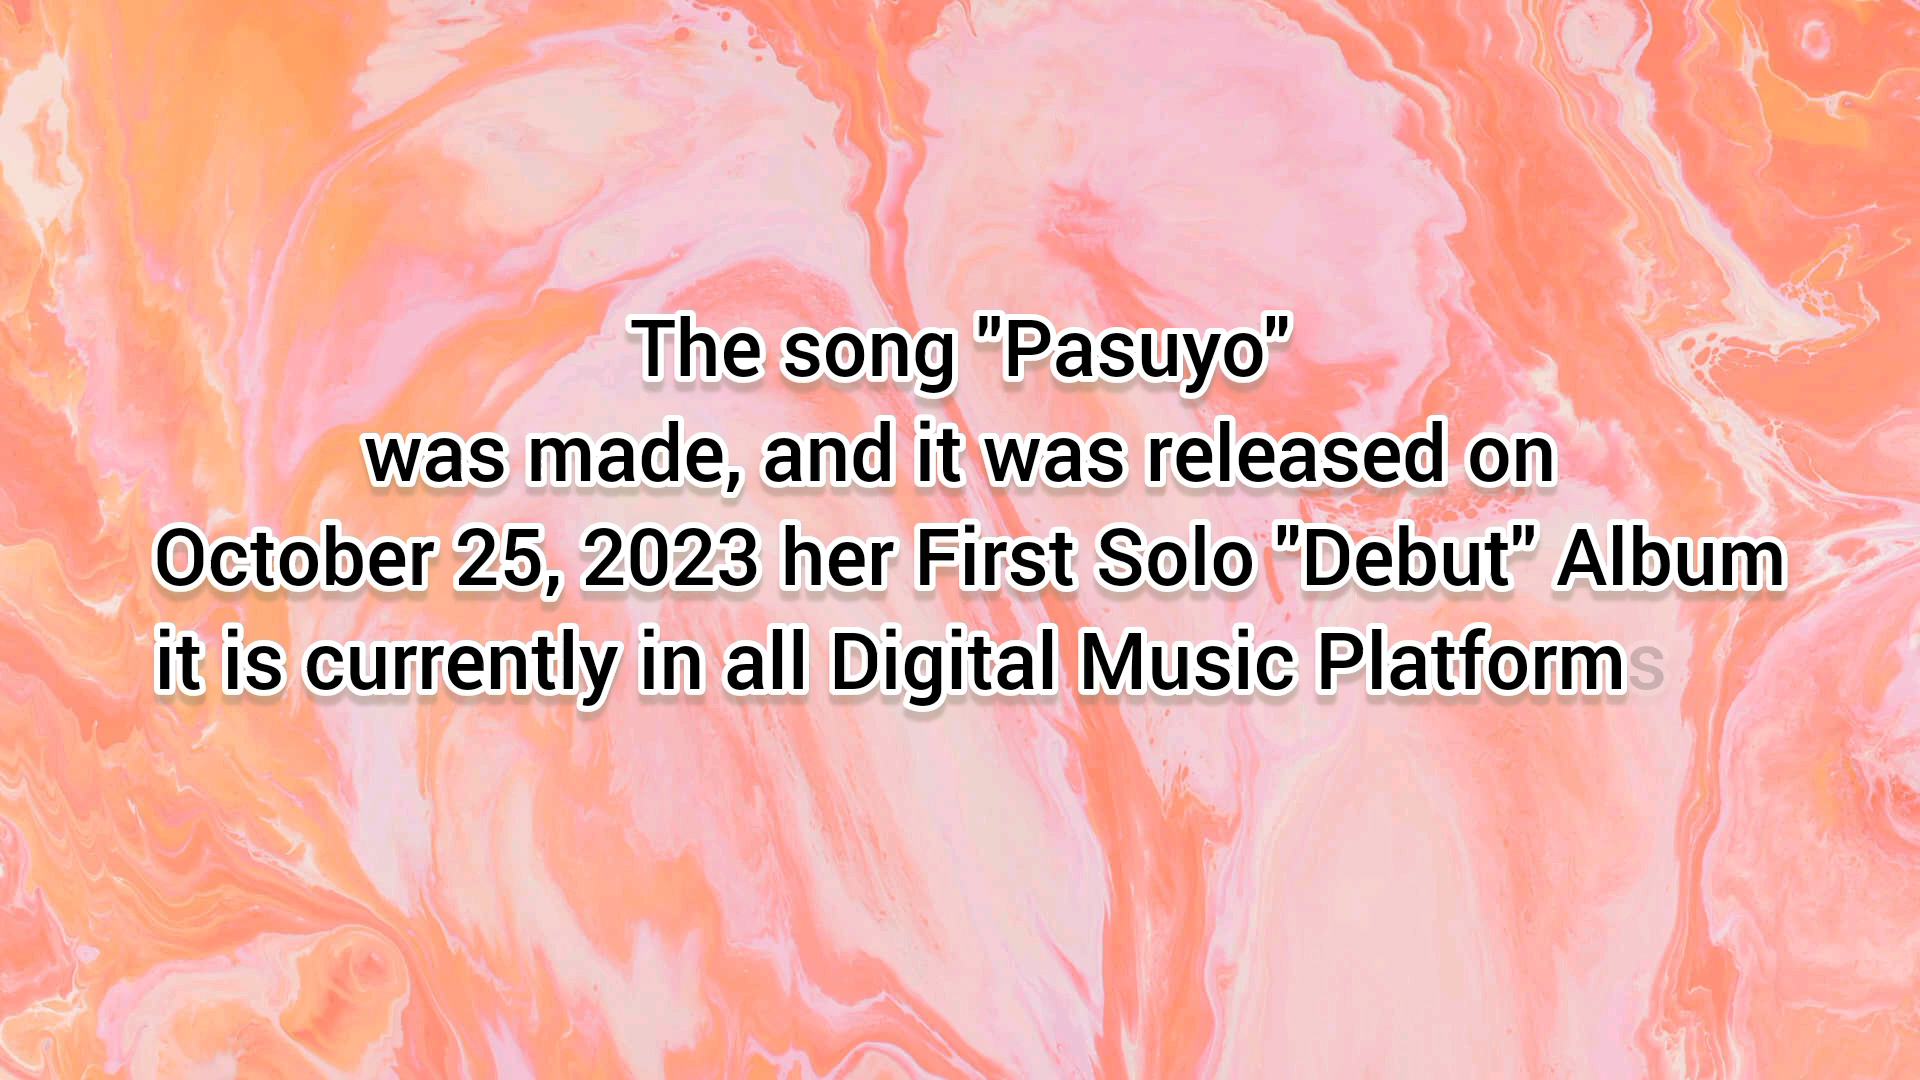 The song "Pasuyo"
was made, and it was released on
October 25, 2023 her First Solo "Debut" Album
it is currently in all Digital Music Platforms